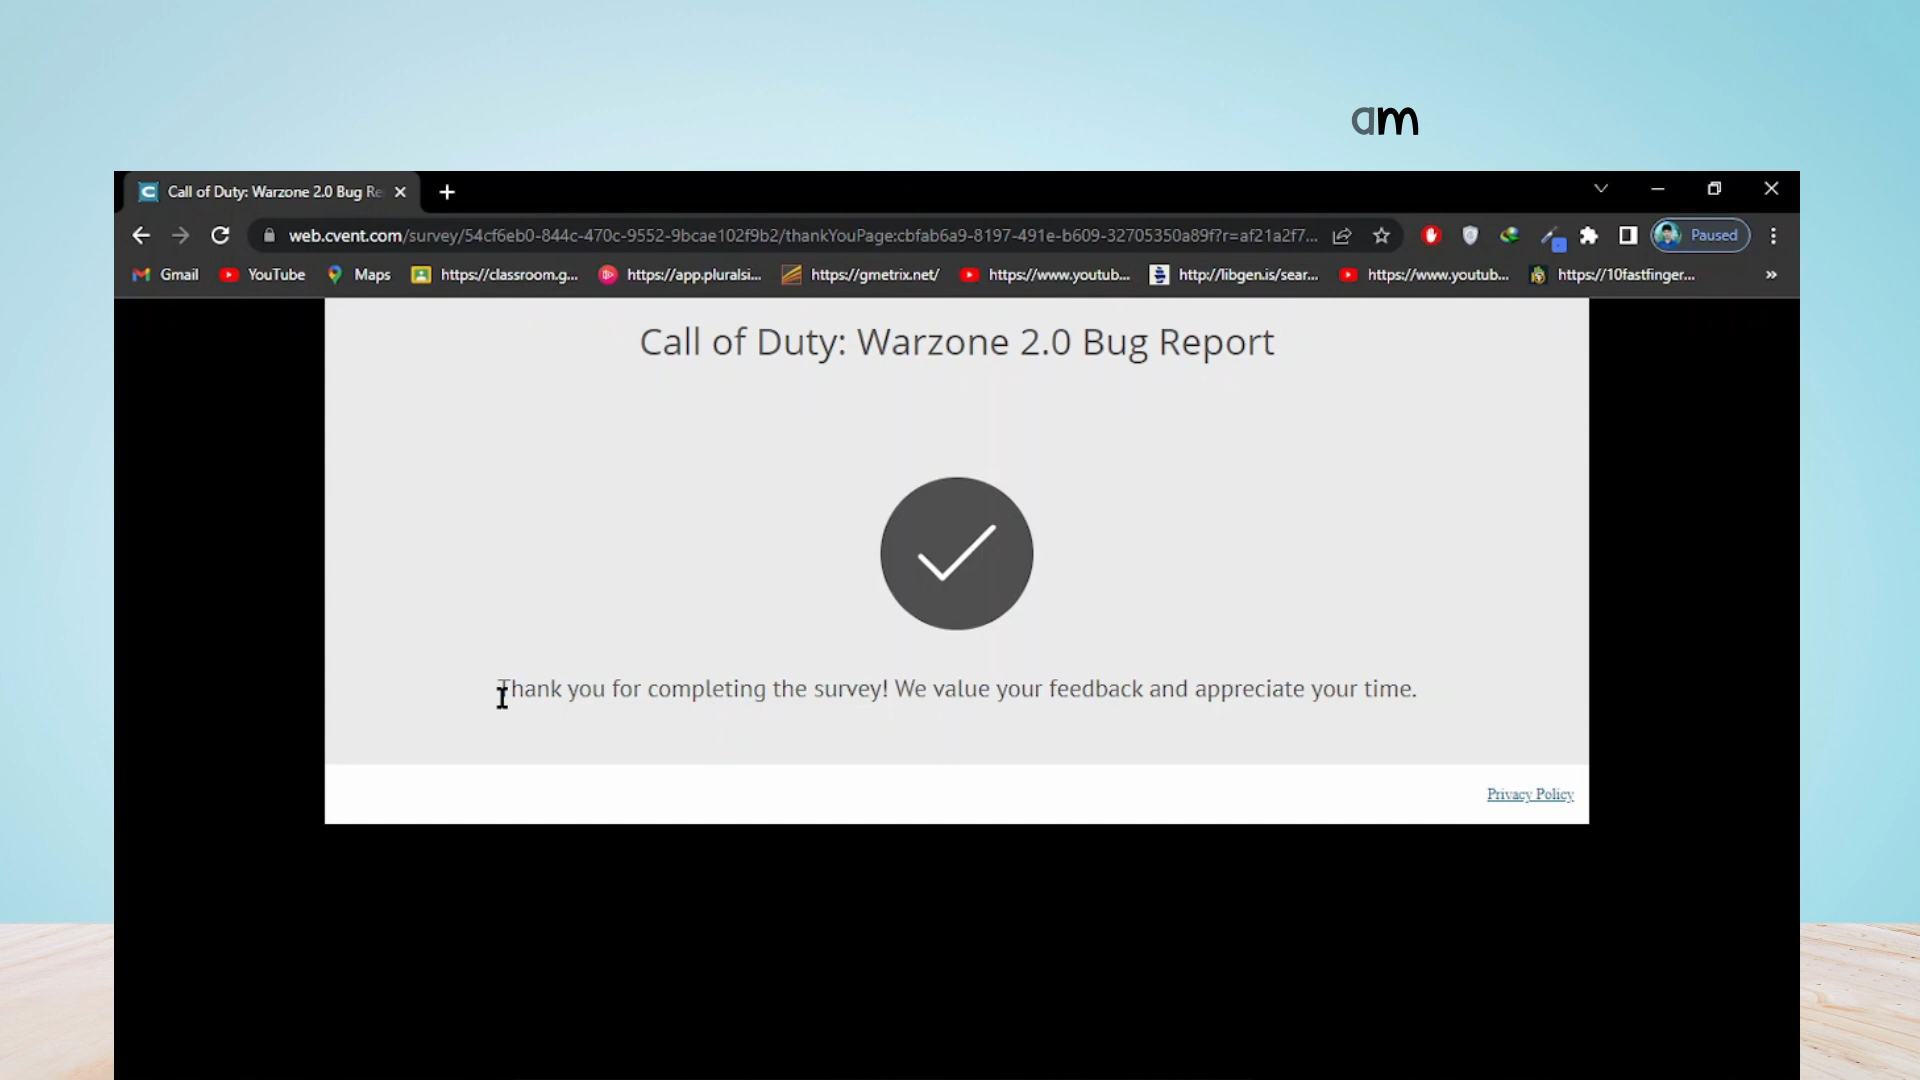 am
Call of Duty: Warzone 2.0 Bug Re
web.cvent.com/survey/54cf6eb0-844c-470c-9552-9bcae102f9b2/thankYouPage:cbfab6a9-8197-491e-b609-32705350a89f?r=af21a2f7... Paused
Gmail YouTube Maps https://classroom.g... https://app.pluralsi... https://gmetrix.net/ https://www.youtub... http://libgen.is/sear... https://www.youtub... https://10fastfinger... »
Call of Duty: Warzone 2.0 Bug Report
Thank you for completing the survey! We value your feedback and appreciate your time.
Privacy Policy